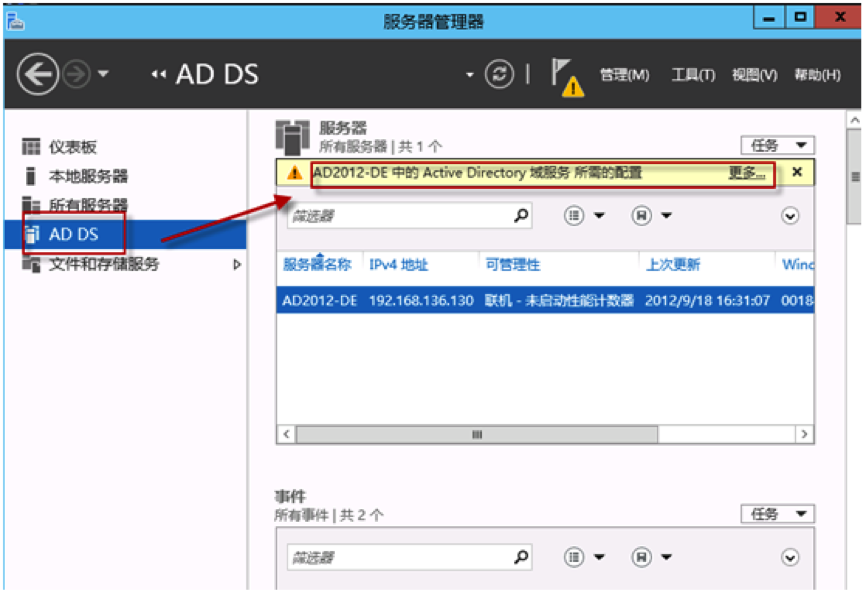 服务器管理器
AD DS
管理(M) 工具(T) 视图(V) 帮助(H)
仪表板
本地服务器
所有服务器
AD DS
文件和存储服务
服务器
所有服务器 | 共 1 个
任务
AD2012-DE 中的 Active Directory 域服务 所需的配置 更多...
筛选器
服务器名称 IPv4 地址 可管理性 上次更新 Winc
AD2012-DE 192.168.136.130 联机 - 未启动性能计数器 2012/9/18 16:31:07 0018
事件
所有事件 | 共 2 个
任务
筛选器